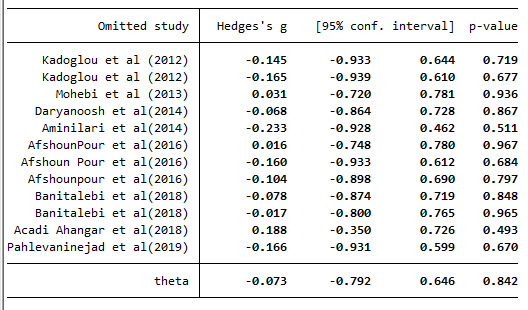 Omitted study Hedges's g [95% conf. interval] p-value
Kadoglou et al (2012) -0.145 -0.933 0.644 0.719
Kadoglou et al (2012) -0.165 -0.939 0.610 0.677
Mohebi et al (2013) 0.031 -0.720 0.781 0.936
Daryanoosh et al(2014) -0.068 -0.864 0.728 0.867
Aminilari et al(2014) -0.233 -0.928 0.462 0.511
AfshounPour et al(2016) 0.016 -0.748 0.780 0.967
Afshoun Pour et al(2016) -0.160 -0.933 0.612 0.684
Afshounpour et al(2016) -0.104 -0.898 0.690 0.797
Banitalebi et al(2018) -0.078 -0.874 0.719 0.848
Banitalebi et al(2018) -0.017 -0.800 0.765 0.965
Acadi Ahangar et al(2018) 0.188 -0.350 0.726 0.493
Pahlevaninejad et al(2019) -0.166 -0.931 0.599 0.670
theta -0.073 -0.792 0.646 0.842